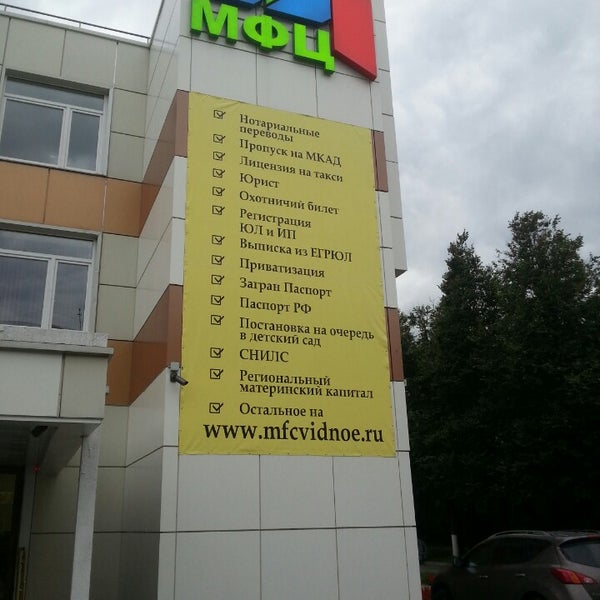 МФЦ
Нотариальные
переводы
Пропуск на МКАД
Лицензия на такси
Юрист
Охотничий билет
Регистрация
ЮЛ и ИП
Выписка из ЕГРЮЛ
Приватизация
Загран Паспорт
Паспорт РФ
Постановка на очередь
в детский сад
СНИЛС
Региональный
материнский капитал
Остальное на
www.mfcvidnoe.ru